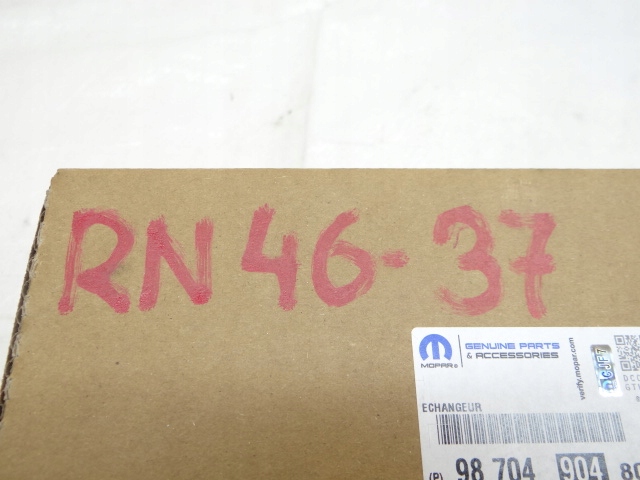 RN 46-37
MOPAR®
GENUINE PARTS
& ACCESSORIES
verify.mopar.com
ECHANGEUR
(P) 98 704 904 80